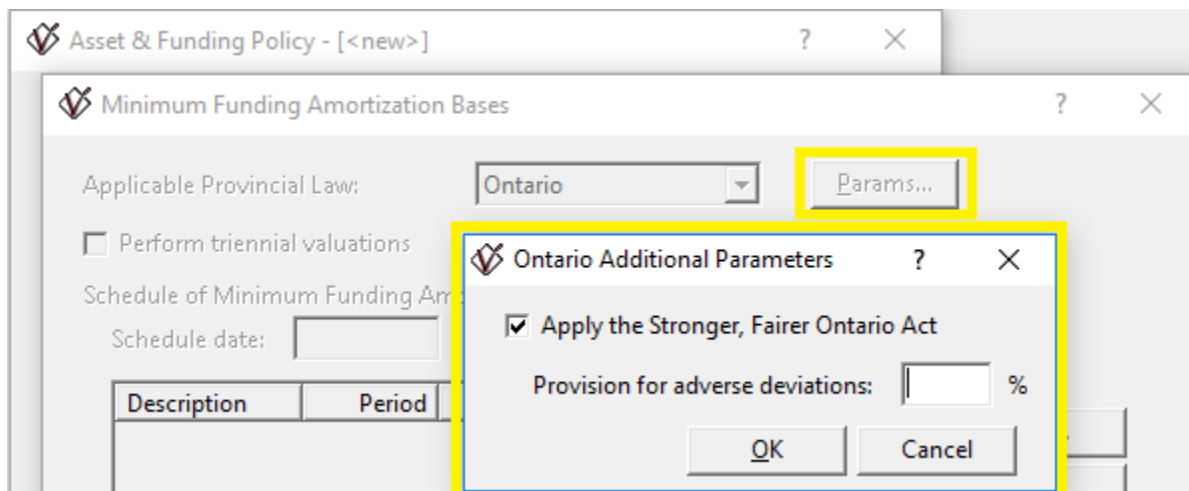 Asset & Funding Policy - [<new>] ?
Minimum Funding Amortization Bases ?
Applicable Provincial Law: Ontario Params...
Perform triennial valuations
Ontario Additional Parameters ?
Schedule of Minimum Funding
Apply the Stronger, Fairer Ontario Act
Schedule date:
Provision for adverse deviations: %
Description Period
OK Cancel